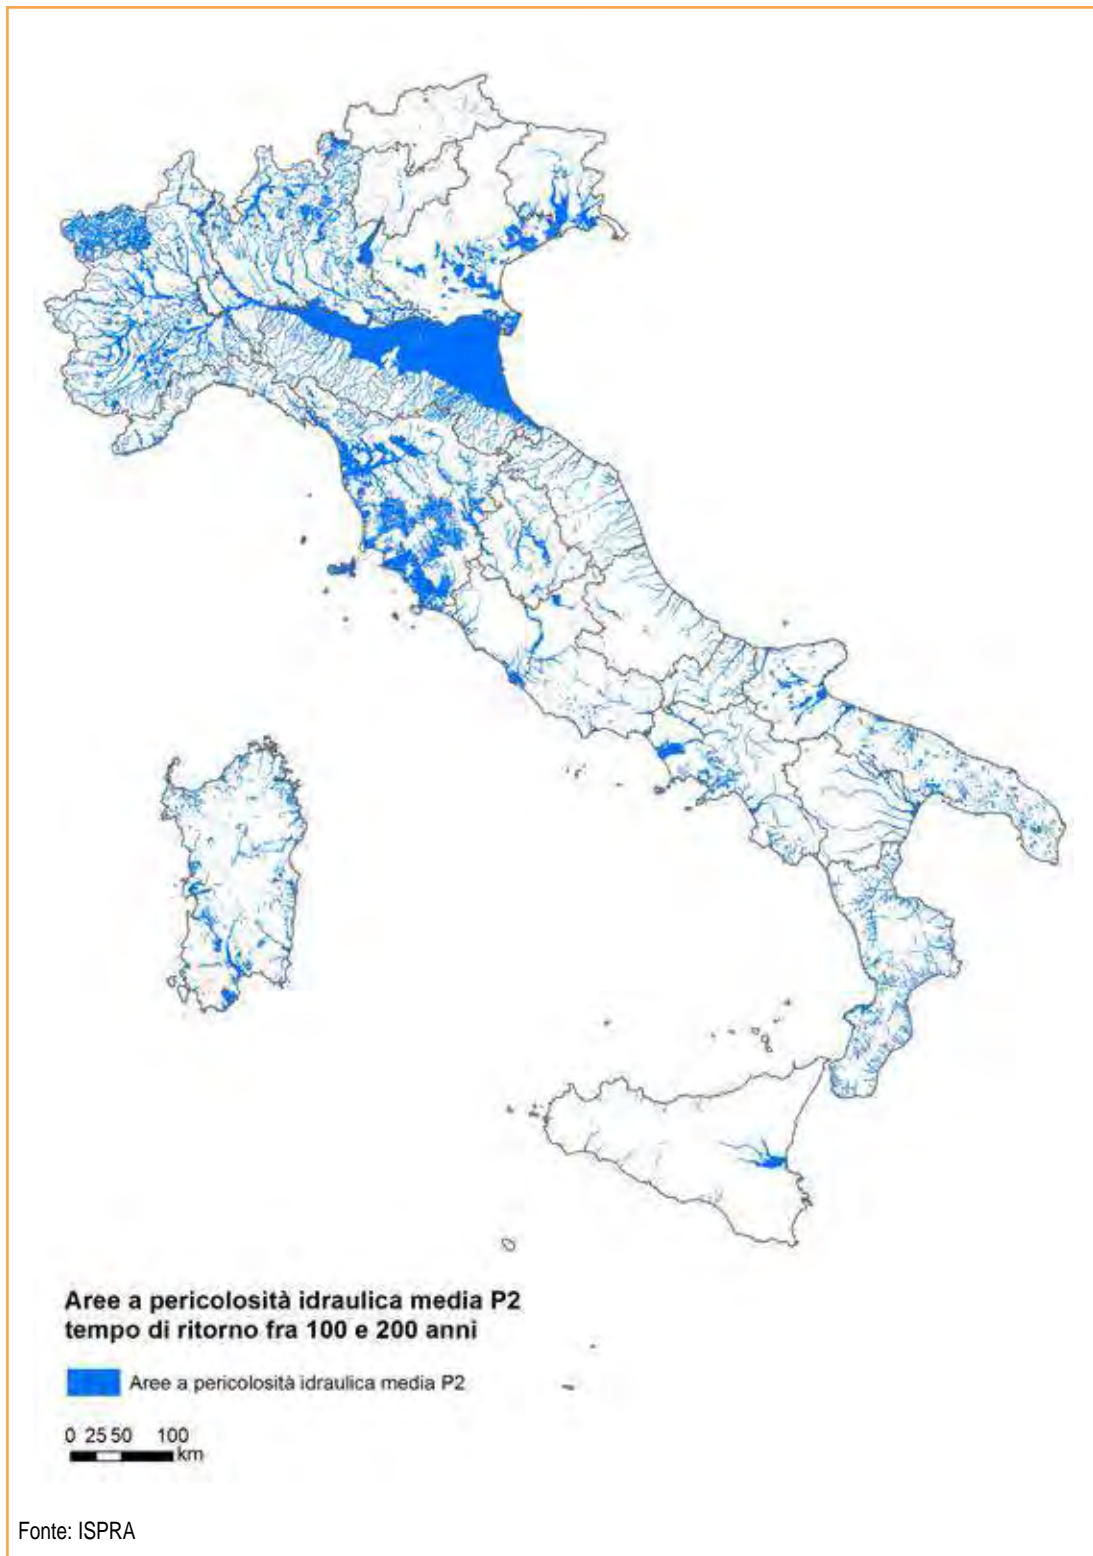 Aree a pericolosità idraulica media P2
tempo di ritorno fra 100 e 200 anni
Aree a pericolosità idraulica media P2
0 25 50 100
km
Fonte: ISPRA